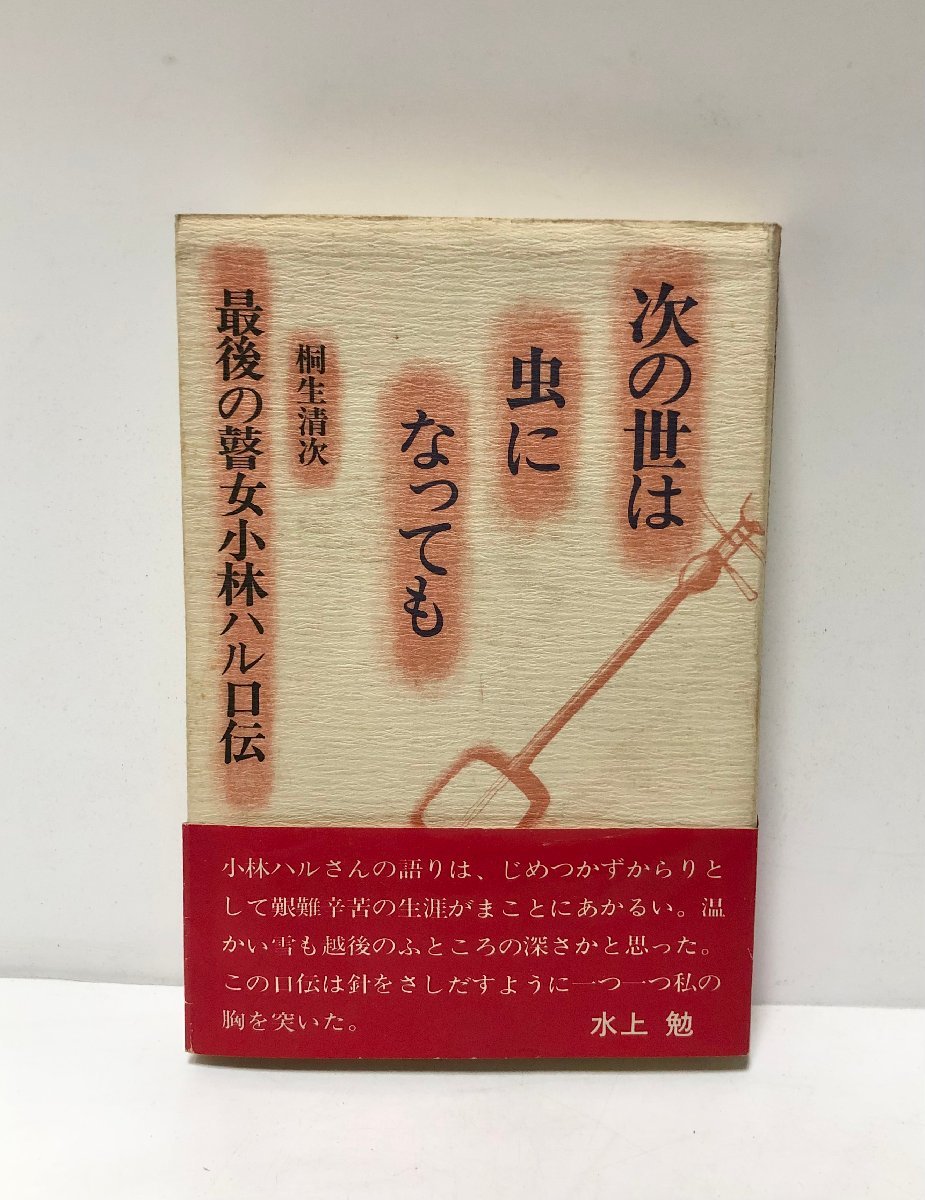 次の世は
虫に
なっても
桐生清次
最後の瞽女小林ハル口伝
小林ハルさんの語りは、じめつかずからりと
して艱難辛苦の生涯がまことにあかるい。温
かい雪も越後のふところの深さかと思った。
この口伝は針をさしだすように一つ一つ私の
胸を突いた。
水上 勉